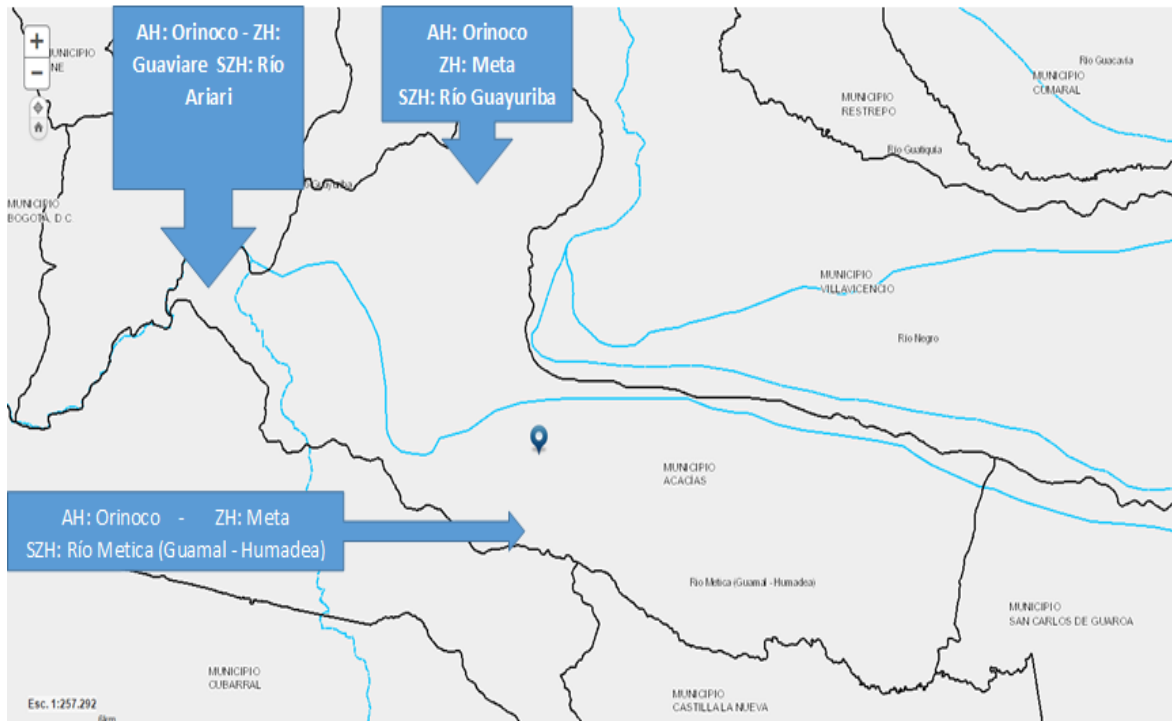 +
−
AH: Orinoco - ZH:
Guaviare SZH: Río
Ariari
AH: Orinoco
ZH: Meta
SZH: Río Guayuriba
Río Guacavía
MUNICIPIO
CUMARAL
MUNICIPIO
RESTREPO
Río Guatiquía
MUNICIPIO
BOGOTÁ, D.C.
MUNICIPIO
VILLAVICENCIO
Río Negro
MUNICIPIO
ACACÍAS
AH: Orinoco - ZH: Meta
SZH: Río Metica (Guamal - Humadea)
Río Metica (Guamal - Humadea)
MUNICIPIO
SAN CARLOS DE GUAROA
MUNICIPIO
CUBARRAL
MUNICIPIO
CASTILLA LA NUEVA
Esc. 1:257.292